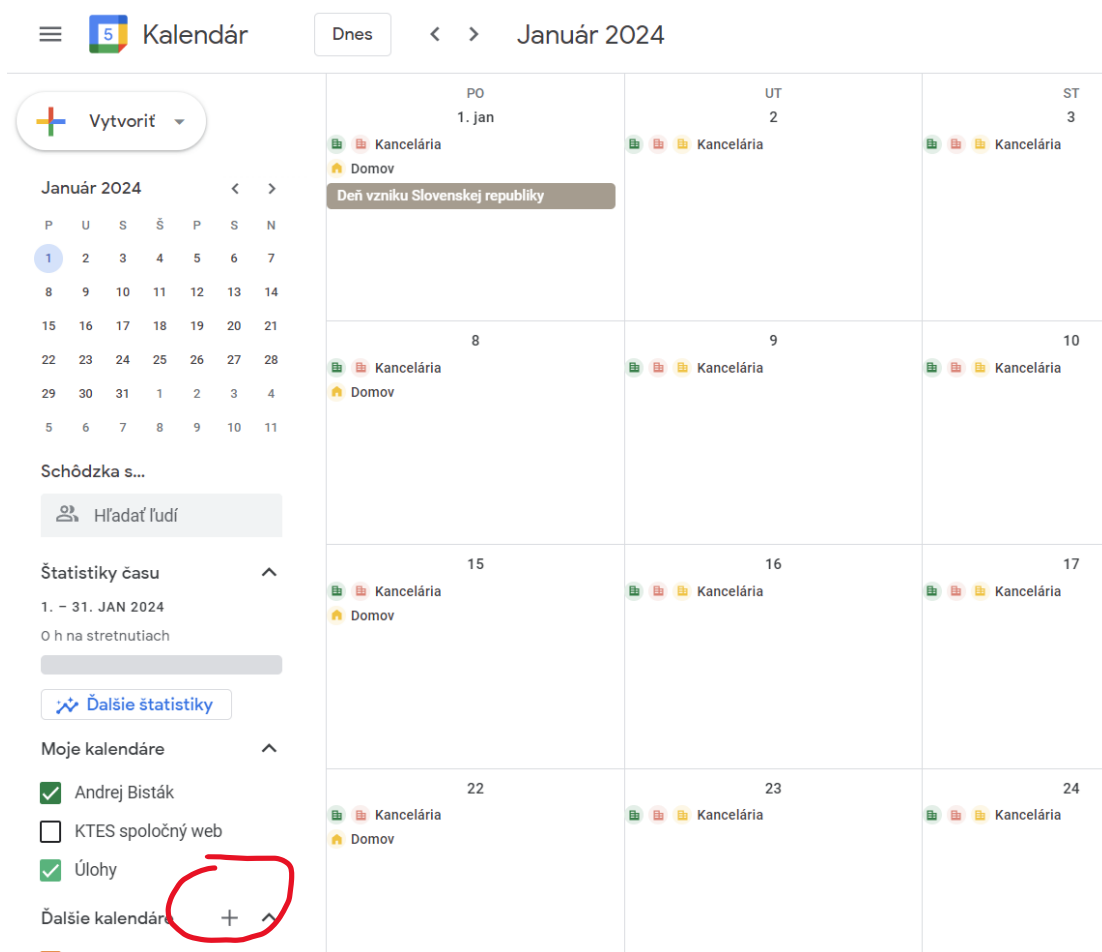 5 Kalendár Dnes Január 2024
Vytvoriť
Január 2024
P U S Š P S N
1 2 3 4 5 6 7
8 9 10 11 12 13 14
15 16 17 18 19 20 21
22 23 24 25 26 27 28
29 30 31 1 2 3 4
5 6 7 8 9 10 11
Schôdzka s...
Hľadať ľudí
Štatistiky času
1. – 31. JAN 2024
0 h na stretnutiach
Ďalšie štatistiky
Moje kalendáre
Andrej Bisták
KTES spoločný web
Úlohy
Ďalšie kalendáre
PO UT ST
1. jan 2 3
Kancelária Kancelária Kancelária
Domov
Deň vzniku Slovenskej republiky
8 9 10
Kancelária Kancelária Kancelária
Domov
15 16 17
Kancelária Kancelária Kancelária
Domov
22 23 24
Kancelária Kancelária Kancelária
Domov